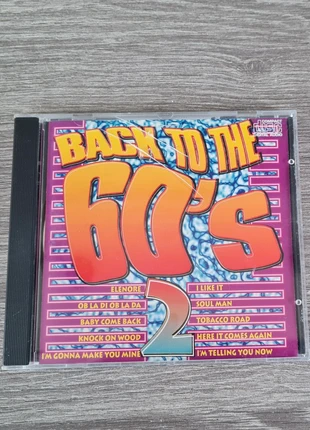 BACK TO THE
60's
2
ELENORE
OB LA DI OB LA DA
BABY COME BACK
KNOCK ON WOOD
I'M GONNA MAKE YOU MINE
I LIKE IT
SOUL MAN
TOBACCO ROAD
HERE IT COMES AGAIN
I'M TELLING YOU NOW